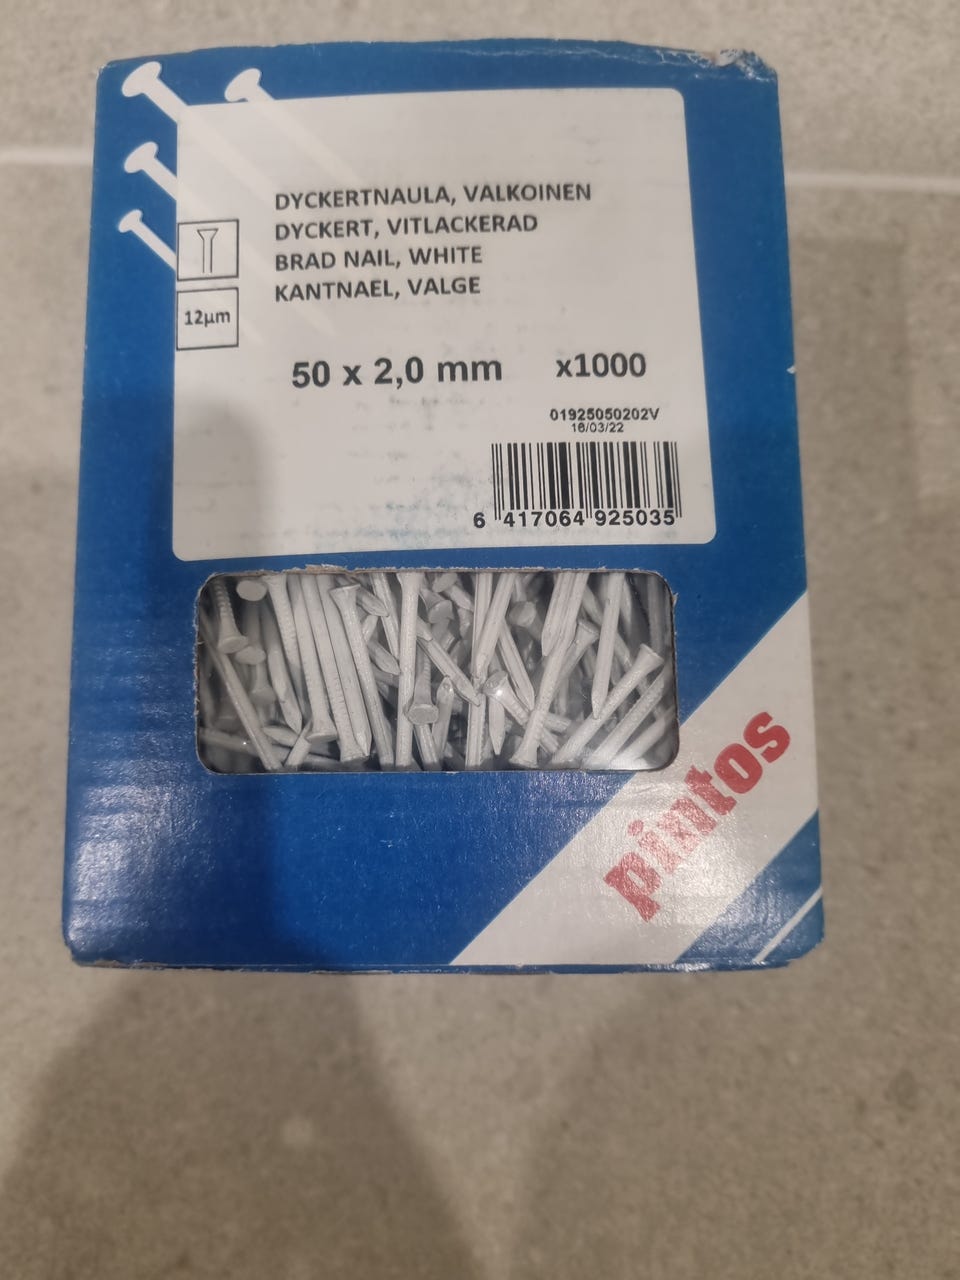 DYCKERTNAULA, VALKOINEN
DYCKERT, VITLACKERAD
BRAD NAIL, WHITE
KANTNAEL, VALGE
12µm
50 x 2,0 mm x1000
01925050202V
16/03/22
6 417064 925035
pintos